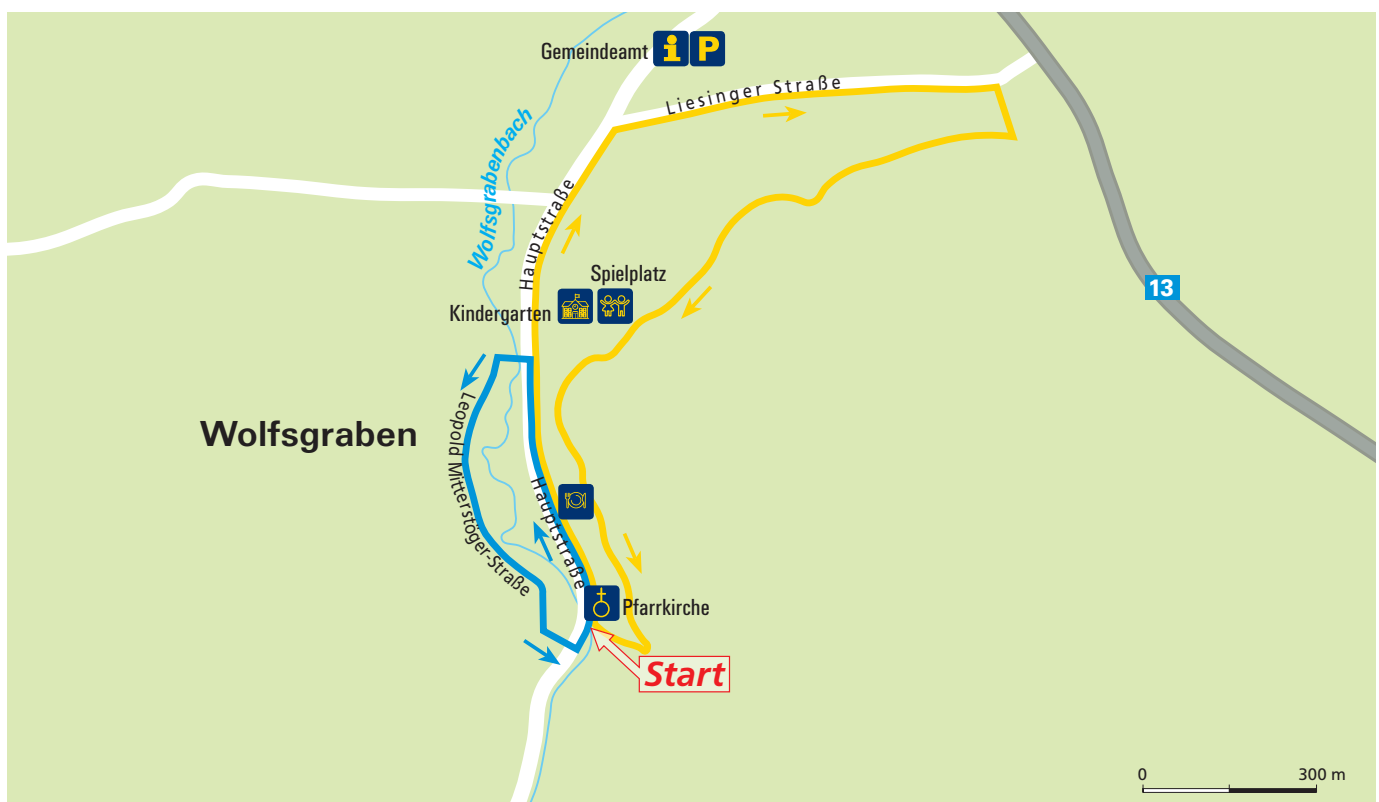 Gemeindeamt
i P
Liesinger Straße
Wolfsgrabenbach
Hauptstraße
Spielplatz
13
Kindergarten
Leopold Mitterstöger-Straße
Wolfsgraben
Hauptstraße
Pfarrkirche
Start
0 300 m